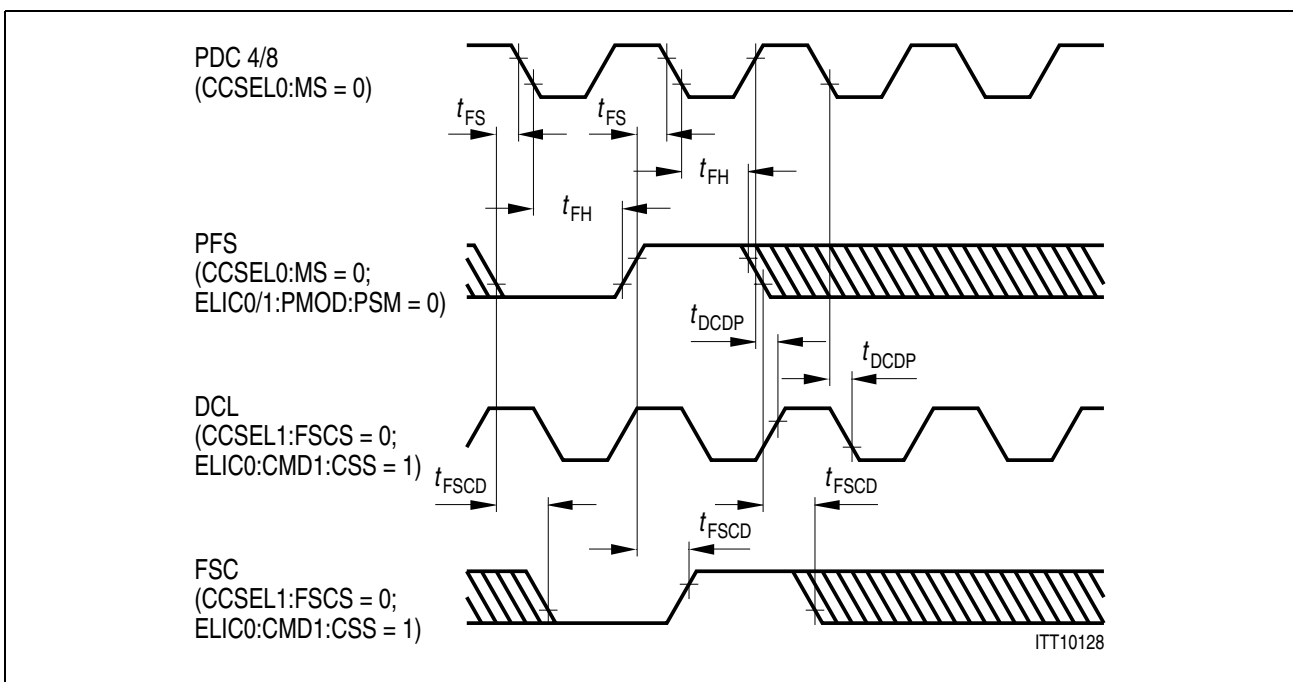 PDC 4/8
(CCSEL0:MS = 0)
tFS
tFS
tFH
tFH
PFS
(CCSEL0:MS = 0;
ELIC0/1:PMOD:PSM = 0)
tDCDP
tDCDP
DCL
(CCSEL1:FSCS = 0;
ELIC0:CMD1:CSS = 1)
tFSCD
tFSCD
tFSCD
FSC
(CCSEL1:FSCS = 0;
ELIC0:CMD1:CSS = 1)
ITT10128